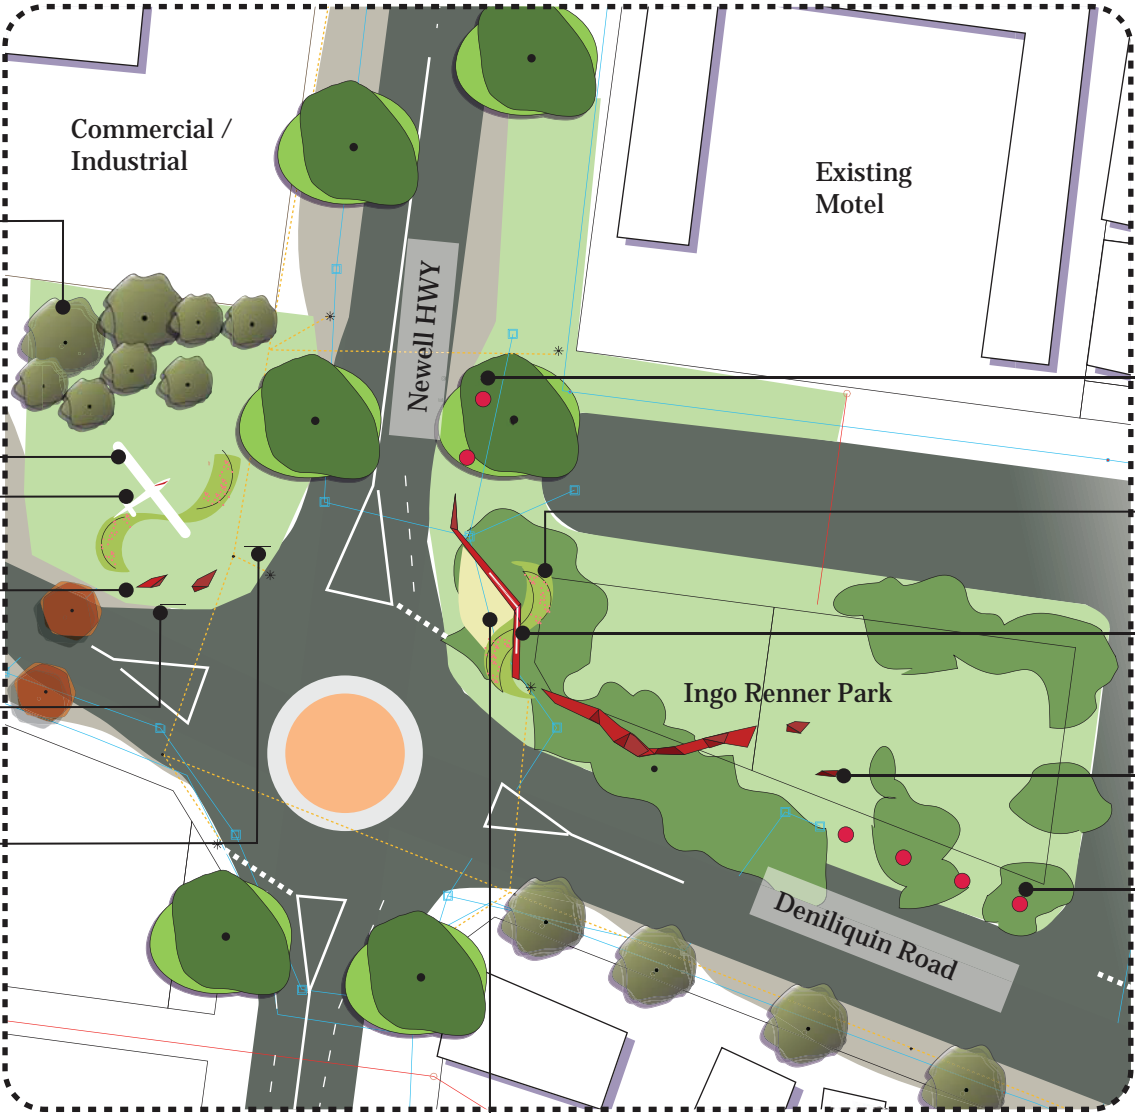 Commercial /
Industrial
Existing
Motel
Newell HWY
Ingo Renner Park
Deniliquin Road